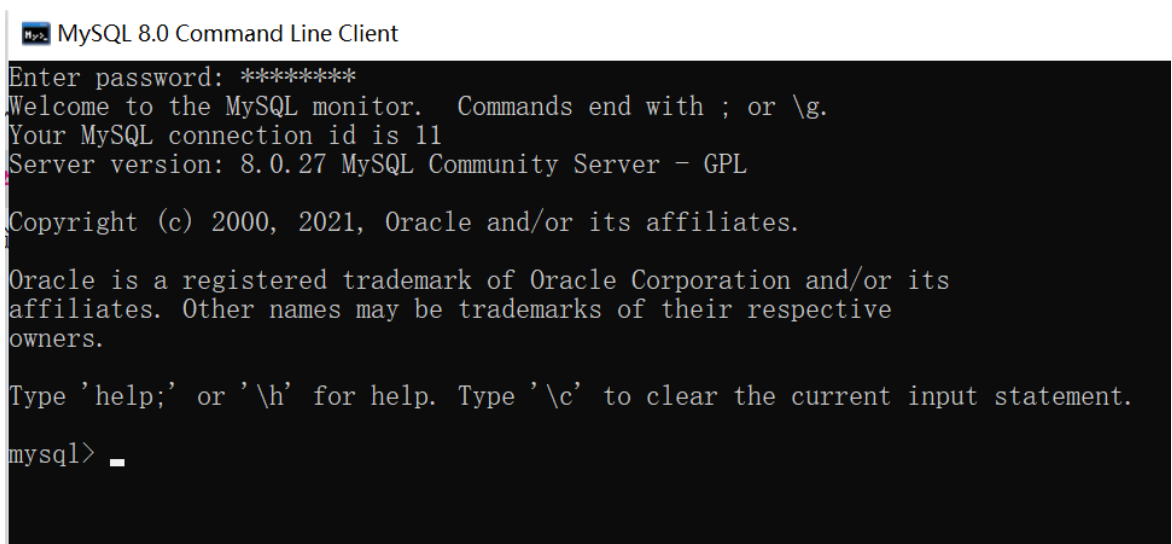 MySQL 8.0 Command Line Client
Enter password: ********
Welcome to the MySQL monitor.  Commands end with ; or \g.
Your MySQL connection id is 11
Server version: 8.0.27 MySQL Community Server - GPL
Copyright (c) 2000, 2021, Oracle and/or its affiliates.
Oracle is a registered trademark of Oracle Corporation and/or its
affiliates. Other names may be trademarks of their respective
owners.
Type 'help;' or '\h' for help. Type '\c' to clear the current input statement.
mysql>